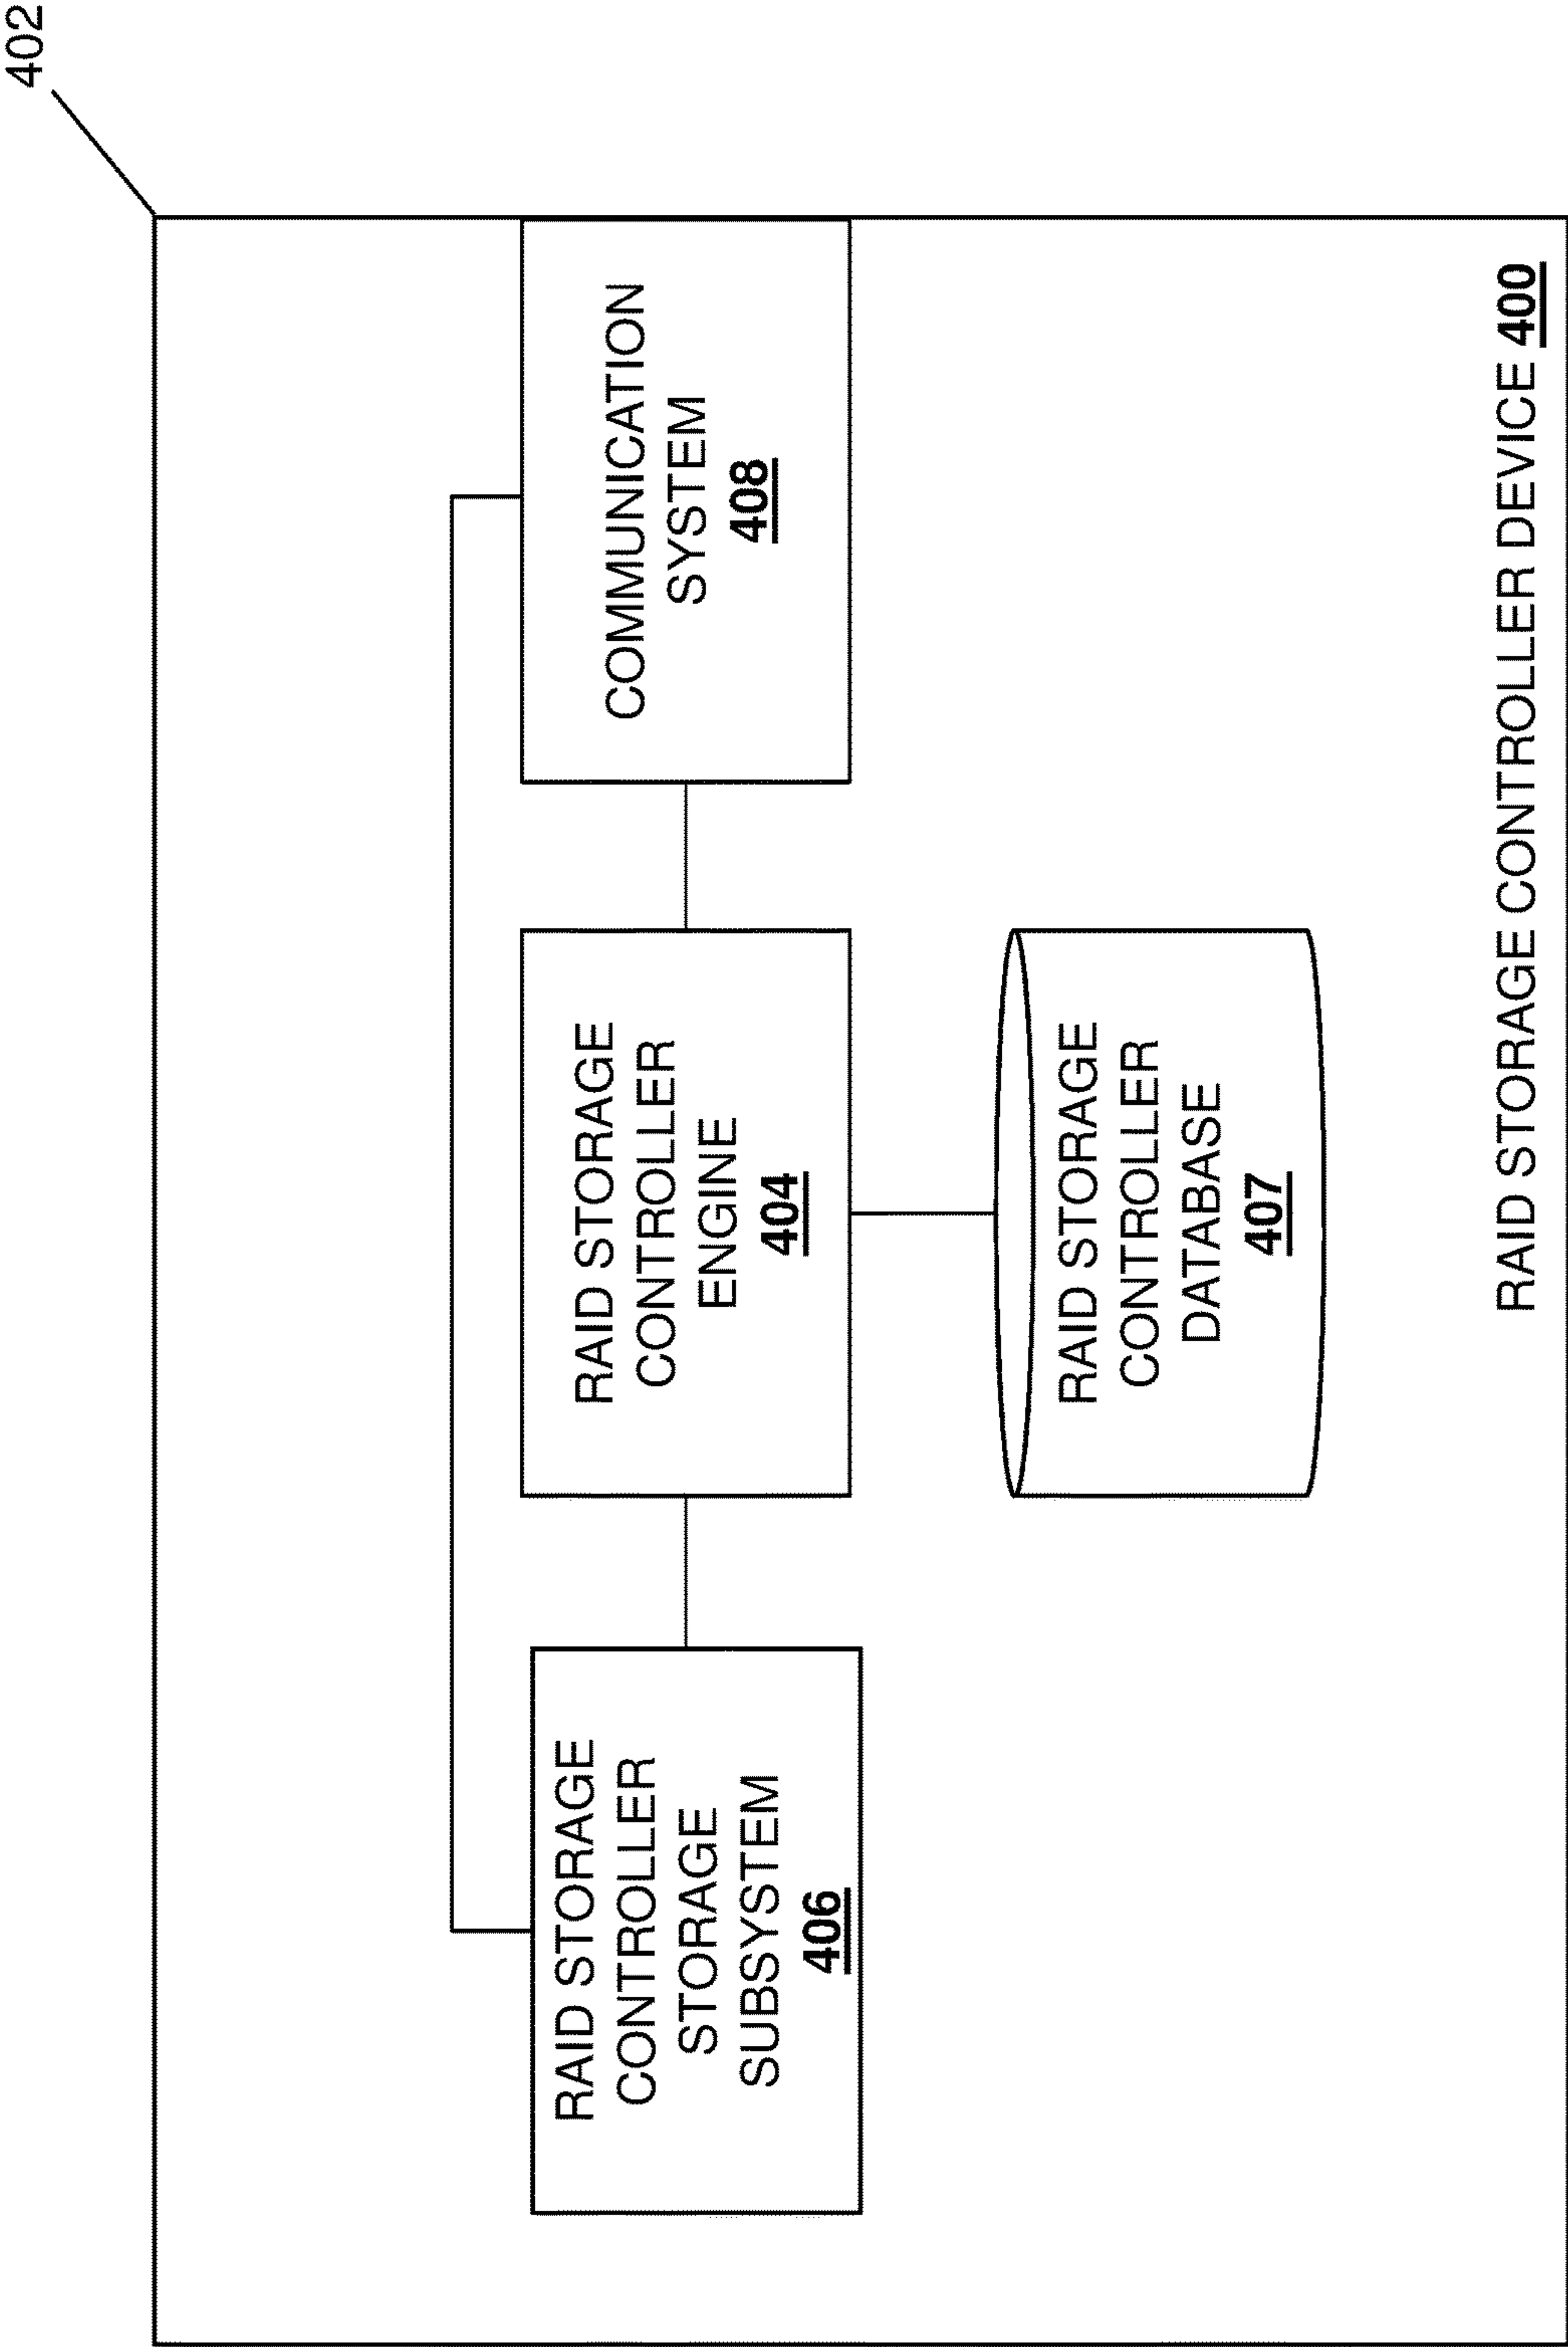 402
RAID STORAGE
CONTROLLER
STORAGE
SUBSYSTEM
406
RAID STORAGE
CONTROLLER
ENGINE
404
COMMUNICATION
SYSTEM
408
RAID STORAGE
CONTROLLER
DATABASE
407
RAID STORAGE CONTROLLER DEVICE 400